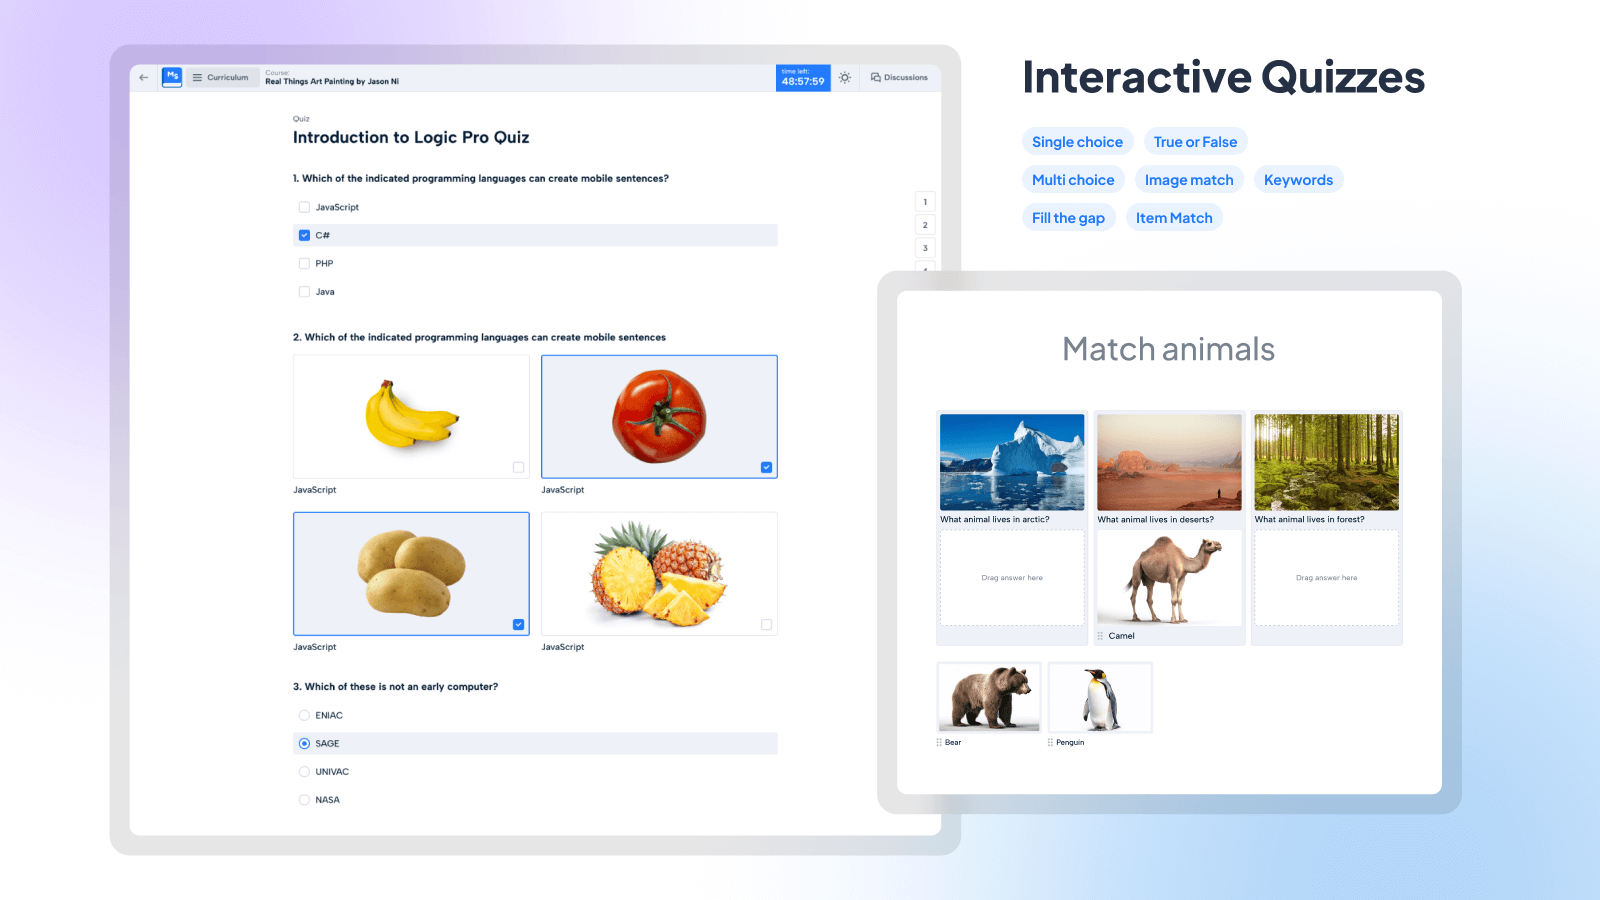 MS
Curriculum
Course:
Real Things Art Painting by Jason Ni
time left:
48:57:59
Discussions
Quiz
Introduction to Logic Pro Quiz
1. Which of the indicated programming languages can create mobile sentences?
JavaScript
C#
PHP
Java
1
2
3
4
2. Which of the indicated programming languages can create mobile sentences
JavaScript
JavaScript
JavaScript
JavaScript
3. Which of these is not an early computer?
ENIAC
SAGE
UNIVAC
NASA
Interactive Quizzes
Single choice
True or False
Multi choice
Image match
Keywords
Fill the gap
Item Match
Match animals
What animal lives in arctic?
What animal lives in deserts?
What animal lives in forest?
Drag answer here
Drag answer here
Camel
Bear
Penguin